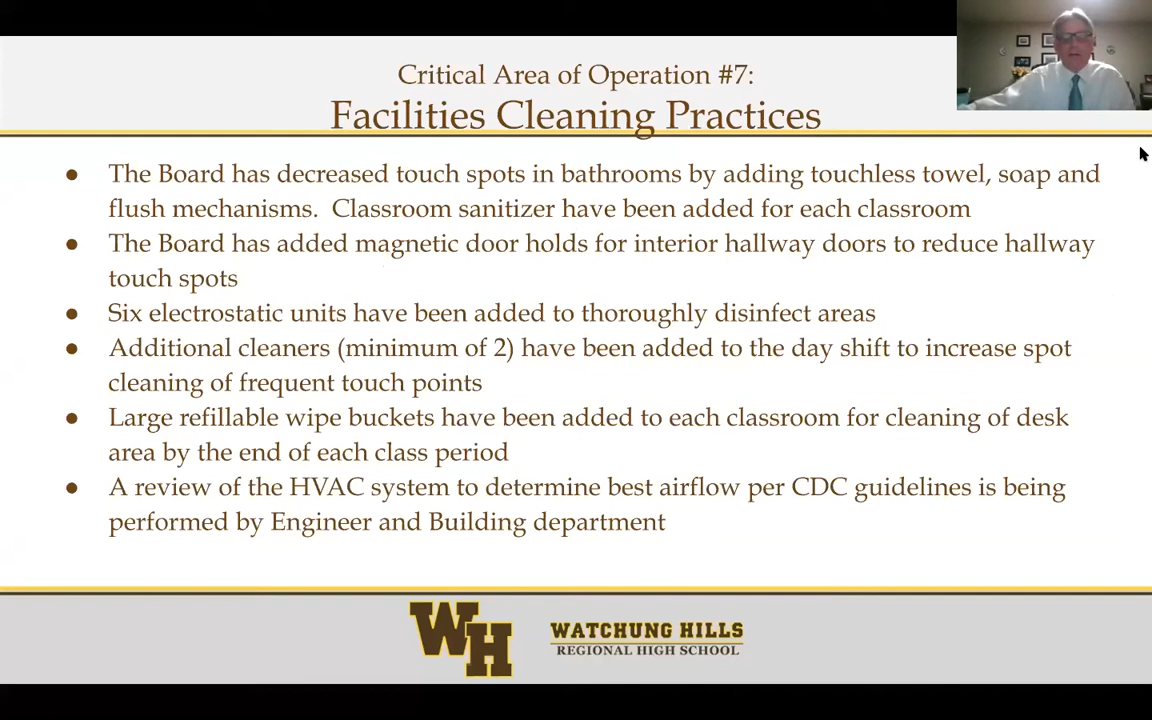 Critical Area of Operation #7:
Facilities Cleaning Practices
● The Board has decreased touch spots in bathrooms by adding touchless towel, soap and
flush mechanisms.  Classroom sanitizer have been added for each classroom
● The Board has added magnetic door holds for interior hallway doors to reduce hallway
touch spots
● Six electrostatic units have been added to thoroughly disinfect areas
● Additional cleaners (minimum of 2) have been added to the day shift to increase spot
cleaning of frequent touch points
● Large refillable wipe buckets have been added to each classroom for cleaning of desk
area by the end of each class period
● A review of the HVAC system to determine best airflow per CDC guidelines is being
performed by Engineer and Building department
WH
WATCHUNG HILLS
REGIONAL HIGH SCHOOL